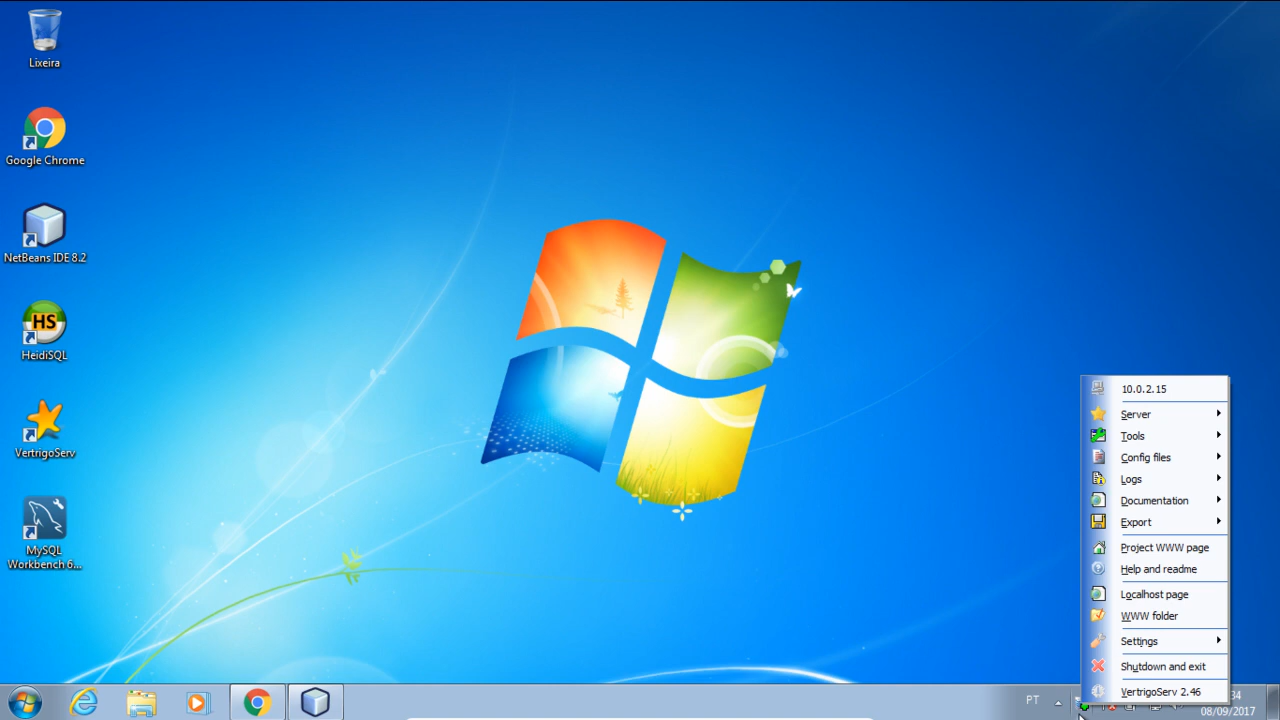 Lixeira
Google Chrome
NetBeans IDE 8.2
HS
HeidiSQL
VertrigoServ
MySQL
Workbench 6...
10.0.2.15
Server
Tools
Config files
Logs
Documentation
Export
Project WWW page
Help and readme
Localhost page
WWW folder
Settings
Shutdown and exit
VertrigoServ 2.46
PT
34
08/09/2017